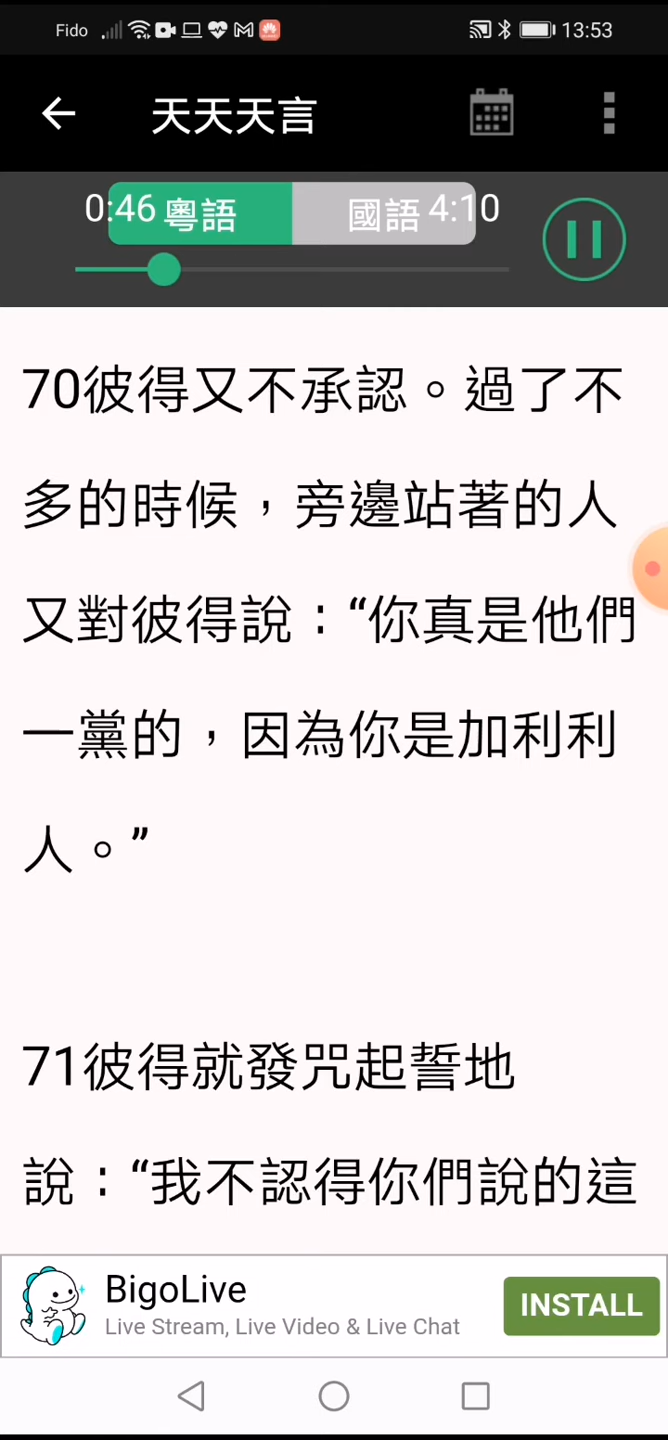 Fido 13:53
天天天言
0:46 粵語 國語 4:10
70彼得又不承認。過了不
多的時候，旁邊站著的人
又對彼得說：“你真是他們
一黨的，因為你是加利利
人。”
71彼得就發咒起誓地
說：“我不認得你們說的這
BigoLive
Live Stream, Live Video & Live Chat
INSTALL